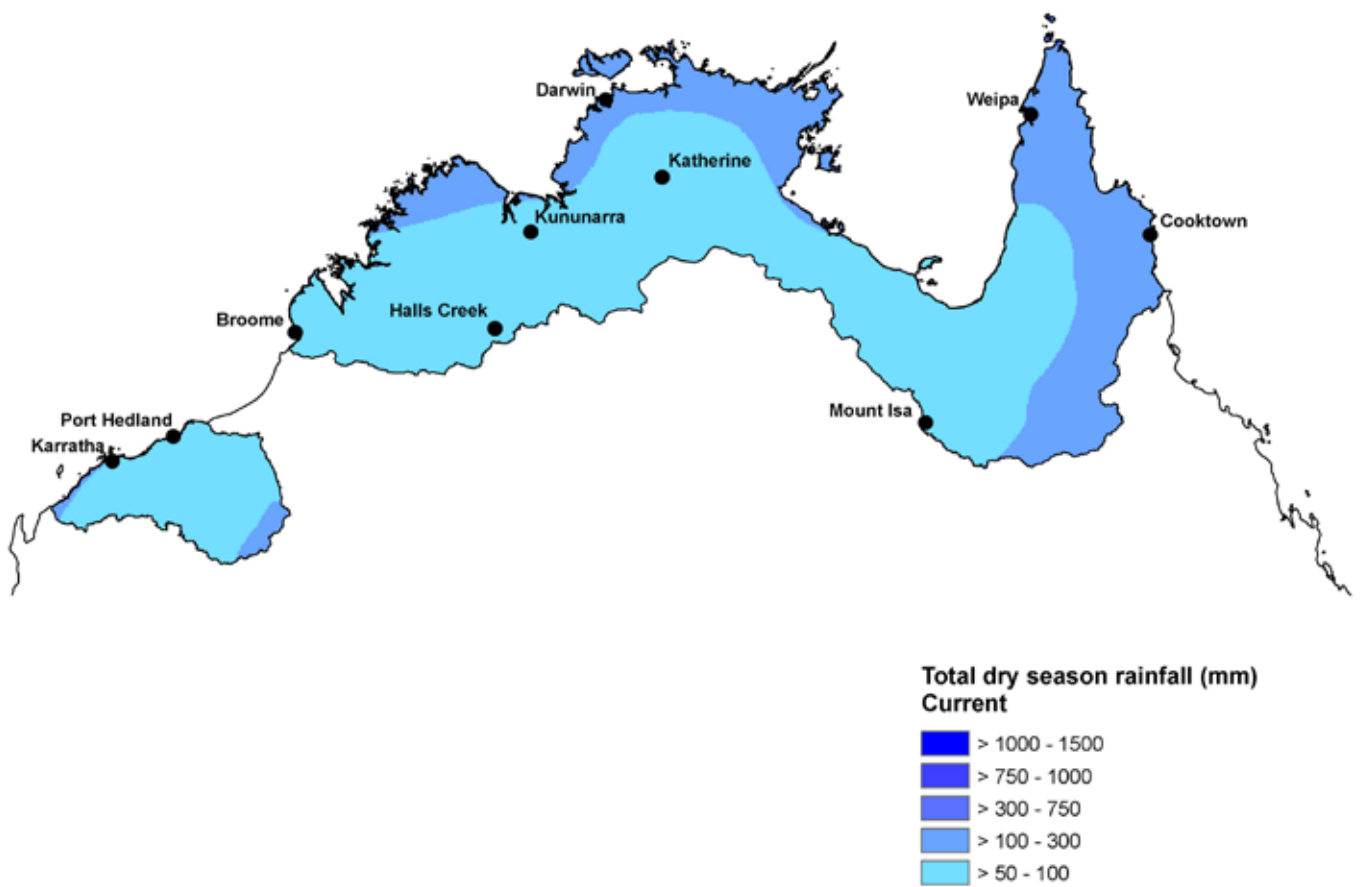 Darwin
Weipa
Katherine
Kununarra
Cooktown
Broome
Halls Creek
Port Hedland
Mount Isa
Karratha
Total dry season rainfall (mm)
Current
> 1000 - 1500
> 750 - 1000
> 300 - 750
> 100 - 300
> 50 - 100